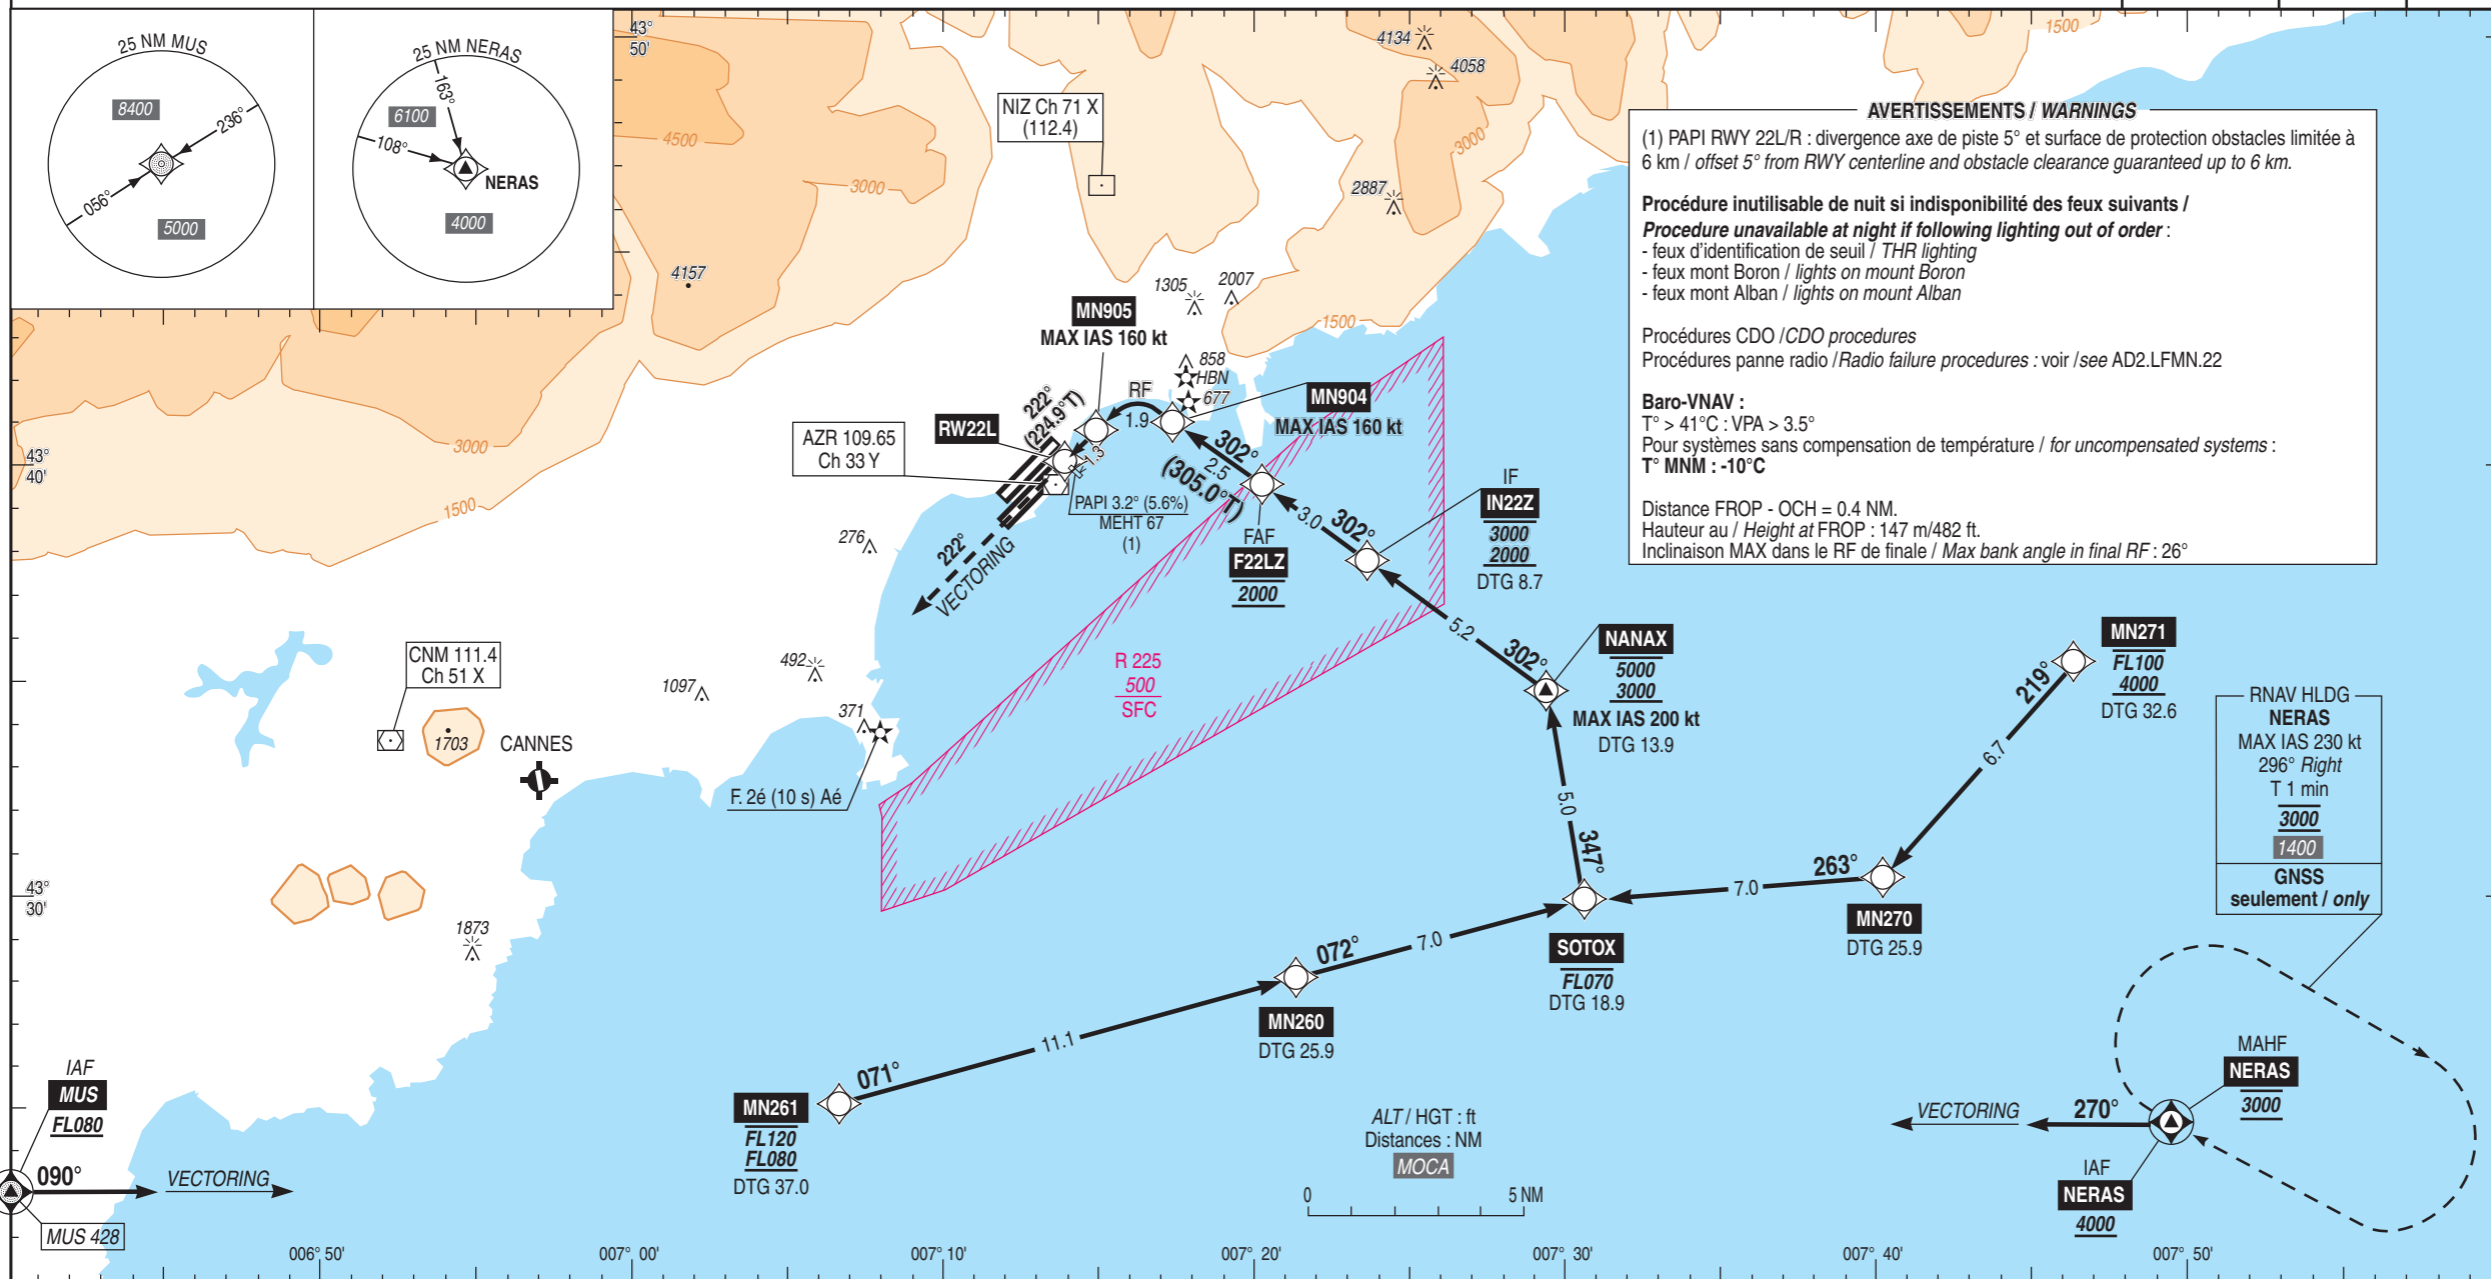 25 NM MUS
8400
236°
056°
5000
25 NM NERAS
163°
6100
108°
NERAS
4000
43°
50'
4500
3000
4157
3000
1500
43°
40'
NIZ Ch 71 X
(112.4)
4134
4058
2887
3000
1500
1500
AVERTISSEMENTS / WARNINGS
(1) PAPI RWY 22L/R : divergence axe de piste 5° et surface de protection obstacles limitée à
6 km / offset 5° from RWY centerline and obstacle clearance guaranteed up to 6 km.
Procédure inutilisable de nuit si indisponibilité des feux suivants /
Procedure unavailable at night if following lighting out of order :
- feux d'identification de seuil / THR lighting
- feux mont Boron / lights on mount Boron
- feux mont Alban / lights on mount Alban
Procédures CDO /CDO procedures
Procédures panne radio /Radio failure procedures : voir /see AD2.LFMN.22
Baro-VNAV :
T° > 41°C : VPA > 3.5°
Pour systèmes sans compensation de température / for uncompensated systems :
T° MNM : -10°C
Distance FROP - OCH = 0.4 NM.
Hauteur au / Height at FROP : 147 m/482 ft.
Inclinaison MAX dans le RF de finale / Max bank angle in final RF : 26°
1305
2007
MN905
MAX IAS 160 kt
858
HBN
677
RF
1.9
MN904
MAX IAS 160 kt
222°
(224.9°T)
RW22L
1.3
AZR 109.65
Ch 33 Y
PAPI 3.2° (5.6%)
MEHT 67
(1)
302°
2.5
(305.0°T)
222°
VECTORING
276
FAF
F22LZ
2000
3.0
302°
IF
IN22Z
3000
2000
DTG 8.7
5.2
302°
NANAX
5000
3000
MAX IAS 200 kt
DTG 13.9
MN271
FL100
4000
DTG 32.6
219°
6.7
R 225
500
SFC
CNM 111.4
Ch 51 X
1703
CANNES
492
1097
371
F. 2é (10 s) Aé
5.0
347°
263°
7.0
MN270
DTG 25.9
RNAV HLDG
NERAS
MAX IAS 230 kt
296° Right
T 1 min
3000
1400
GNSS
seulement / only
43°
30'
1873
SOTOX
FL070
DTG 18.9
072°
7.0
MN260
DTG 25.9
11.1
071°
MN261
FL120
FL080
DTG 37.0
IAF
MUS
FL080
090°
VECTORING
MUS 428
ALT / HGT : ft
Distances : NM
MOCA
0
5 NM
VECTORING
270°
MAHF
NERAS
3000
IAF
NERAS
4000
006° 50'
007° 00'
007° 10'
007° 20'
007° 30'
007° 40'
007° 50'